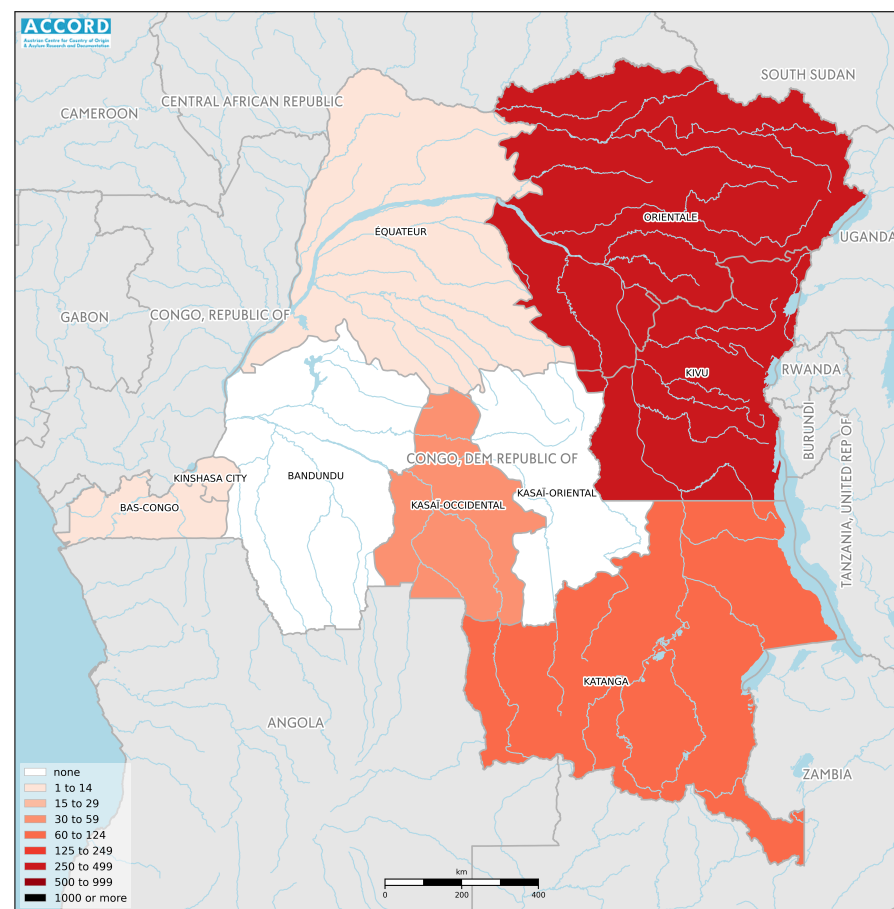 ACCORD
Austrian Centre for Country of Origin
& Asylum Research and Documentation
SOUTH SUDAN
CENTRAL AFRICAN REPUBLIC
CAMEROON
ORIENTALE
ÉQUATEUR
UGANDA
GABON
CONGO, REPUBLIC OF
KIVU
RWANDA
BURUNDI
TANZANIA, UNITED REP OF
CONGO, DEM REPUBLIC OF
KINSHASA CITY
BANDUNDU
KASAÏ-ORIENTAL
BAS-CONGO
KASAÏ-OCCIDENTAL
KATANGA
ANGOLA
ZAMBIA
none
1 to 14
15 to 29
30 to 59
60 to 124
125 to 249
250 to 499
500 to 999
1000 or more
km
0 200 400